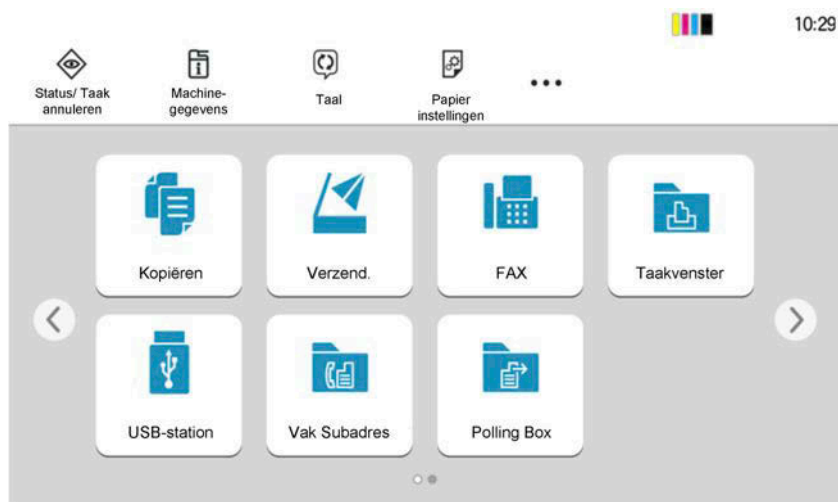 10:29
Status/ Taak
annuleren
Machine-
gegevens
Taal
Papier
instellingen
Kopiëren
Verzend.
FAX
Taakvenster
USB-station
Vak Subadres
Polling Box